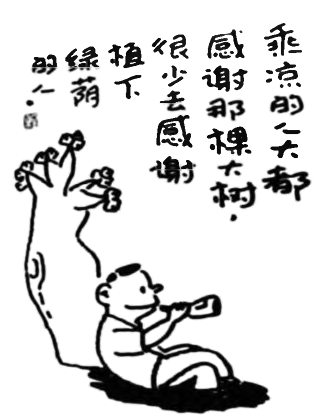 乘凉的人大都
感谢那棵大树，
很少去感谢
植下
绿荫
的人。